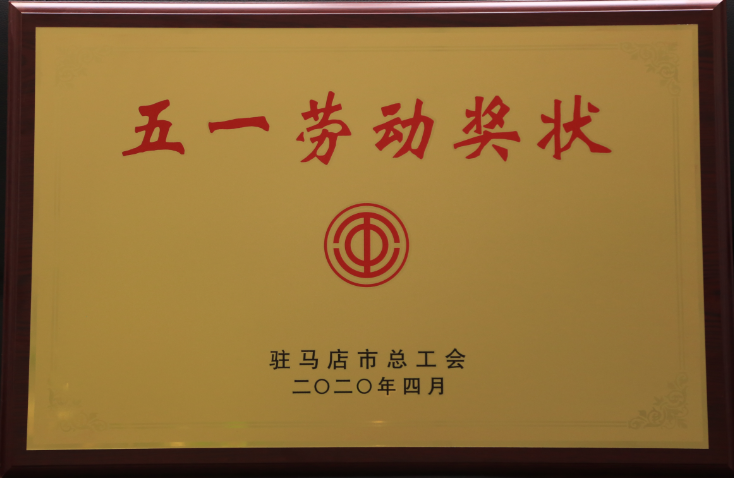 五一劳动奖状
驻马店市总工会
二〇二〇年四月